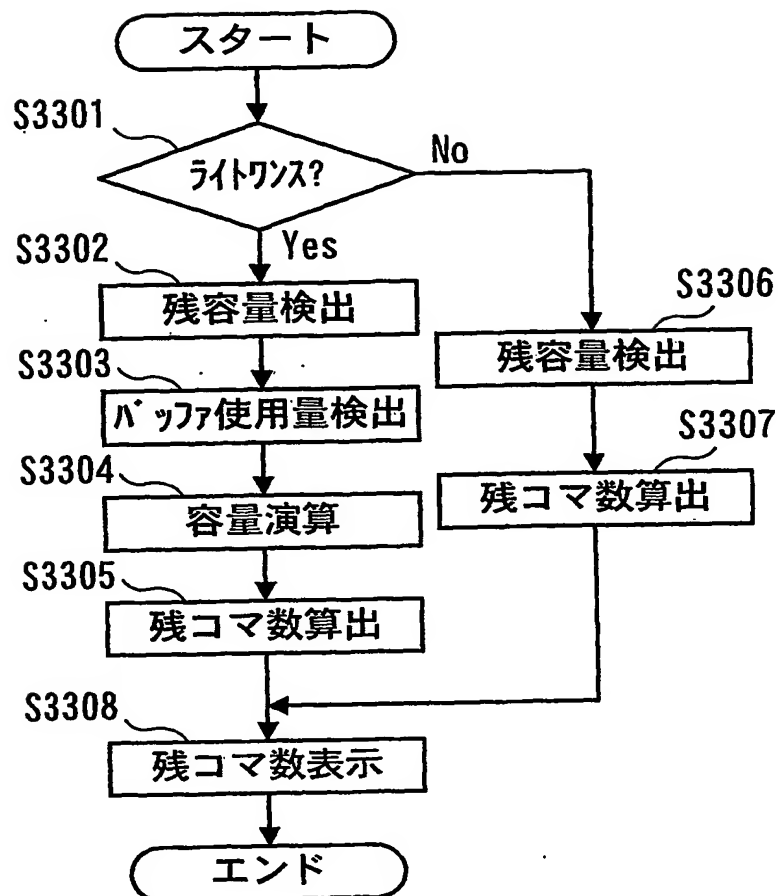 スタート
S3301
ライトワンス?
No
Yes
S3302
残容量検出
S3306
残容量検出
S3303
バッファ使用量検出
S3307
残コマ数算出
S3304
容量演算
S3305
残コマ数算出
S3308
残コマ数表示
エンド